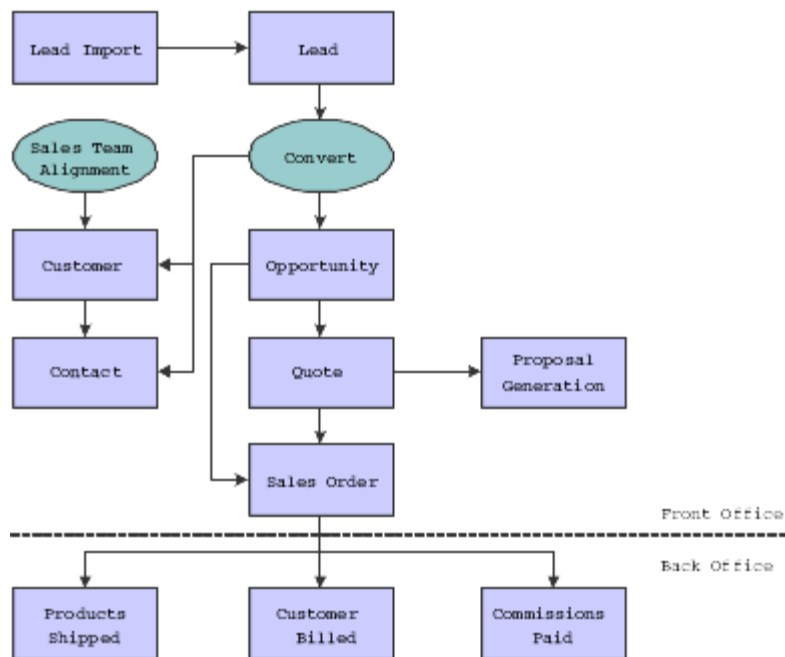 Lead Import
Lead
Sales Team
Alignment
Convert
Customer
Opportunity
Contact
Quote
Proposal
Generation
Sales Order
Front Office
Back Office
Products
Shipped
Customer
Billed
Commissions
Paid